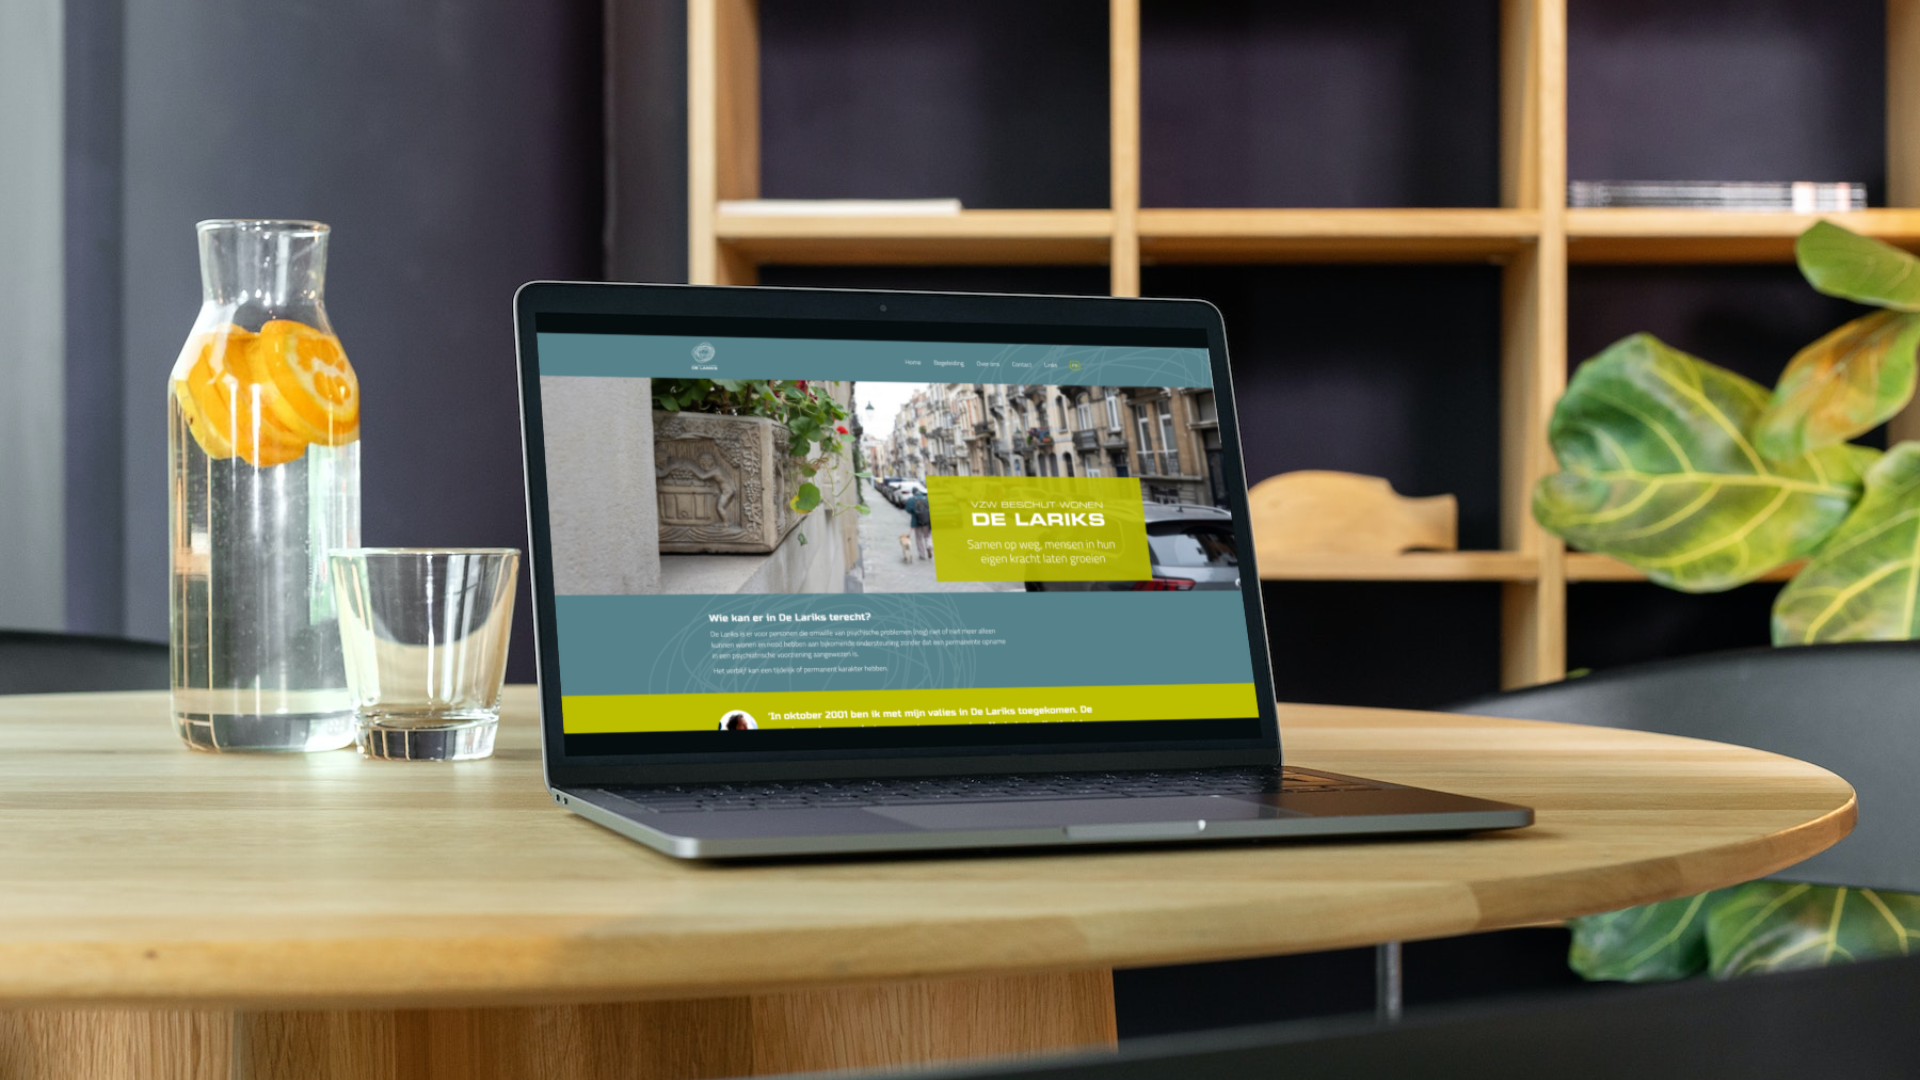 DE LARIKS
Home Begeleiding Over ons Contact Links
VZW BESCHUT WONEN
DE LARIKS
Samen op weg, mensen in hun
eigen kracht laten groeien
Wie kan er in De Lariks terecht?
De Lariks is er voor personen die omwille van psychische problemen (nog) niet of niet meer alleen
kunnen wonen en nood hebben aan bijkomende ondersteuning zonder dat een permanente opname
in een psychiatrische voorziening aangewezen is.
Het verblijf kan een tijdelijk of permanent karakter hebben.
'In oktober 2001 ben ik met mijn valies in De Lariks toegekomen. De